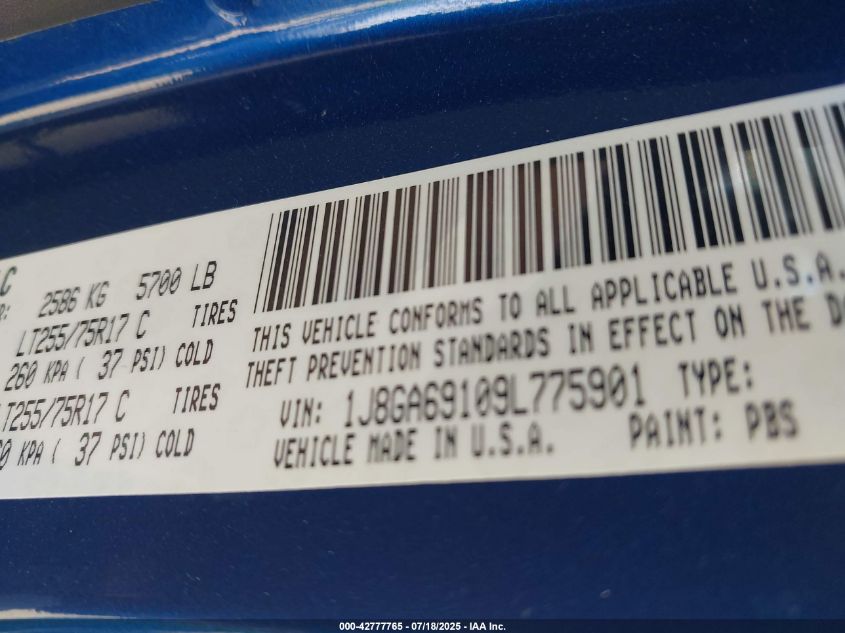 C
R: 2586 KG 5700 LB
LT255/75R17 C TIRES
260 KPA ( 37 PSI) COLD
LT255/75R17 C TIRES
0 KPA ( 37 PSI) COLD
THIS VEHICLE CONFORMS TO ALL APPLICABLE U.S.A.
THEFT PREVENTION STANDARDS IN EFFECT ON THE D
VIN: 1J8GA69109L775901 TYPE:
VEHICLE MADE IN U.S.A. PAINT: PBS
000-42777765 - 07/18/2025 - IAA Inc.